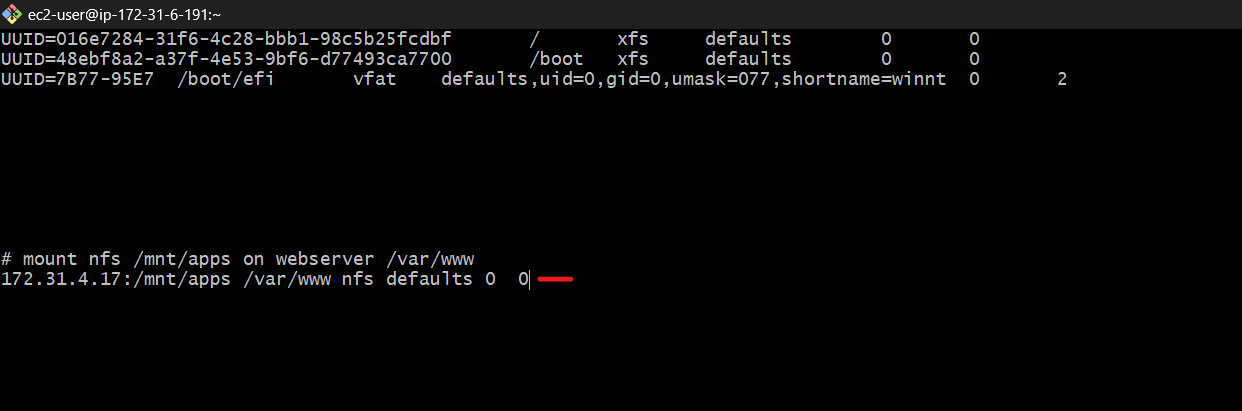 ec2-user@ip-172-31-6-191:~
UUID=016e7284-31f6-4c28-bbb1-98c5b25fcdbf / xfs defaults 0 0
UUID=48ebf8a2-a37f-4e53-9bf6-d77493ca7700 /boot xfs defaults 0 0
UUID=7B77-95E7 /boot/efi vfat defaults,uid=0,gid=0,umask=077,shortname=winnt 0 2
# mount nfs /mnt/apps on webserver /var/www
172.31.4.17:/mnt/apps /var/www nfs defaults 0 0